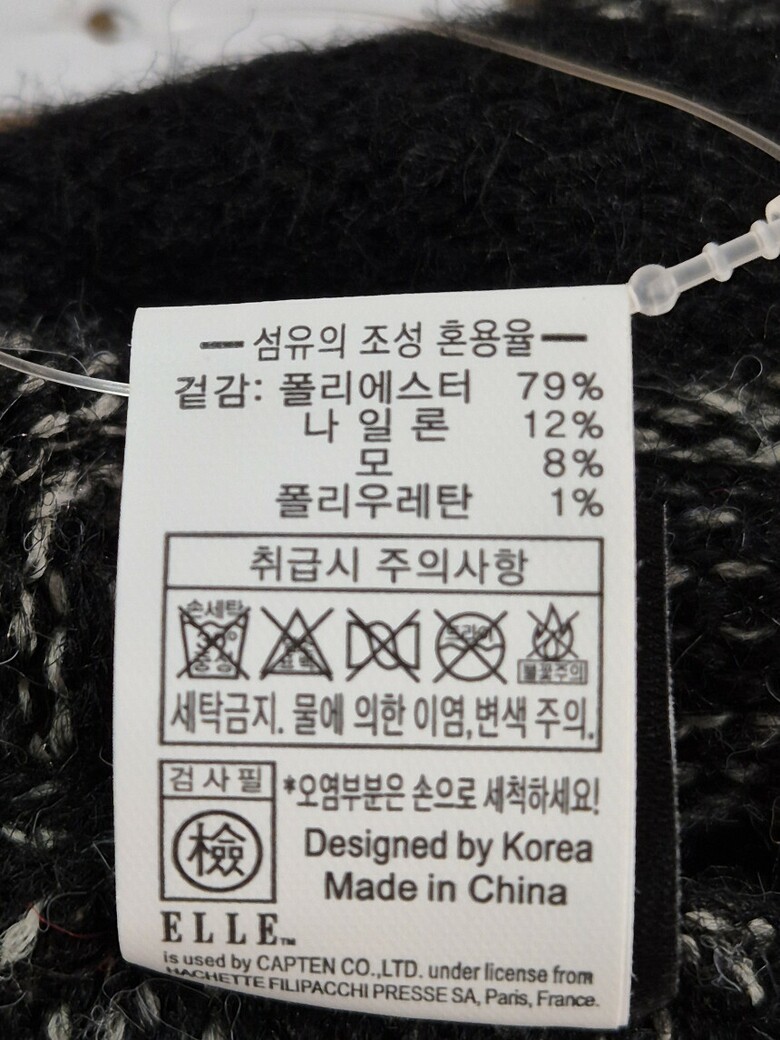 섬유의 조성 혼용율
겉감: 폴리에스터 79%
나 일 론 12%
모 8%
폴리우레탄 1%
취급시 주의사항
손세탁
30°
중성
표백
드라이
불꽃주의
세탁금지. 물에 의한 이염,변색 주의.
검 사 필
檢
*오염부분은 손으로 세척하세요!
Designed by Korea
Made in China
ELLE™
is used by CAPTEN CO.,LTD. under license from
HACHETTE FILIPACCHI PRESSE SA, Paris, France.